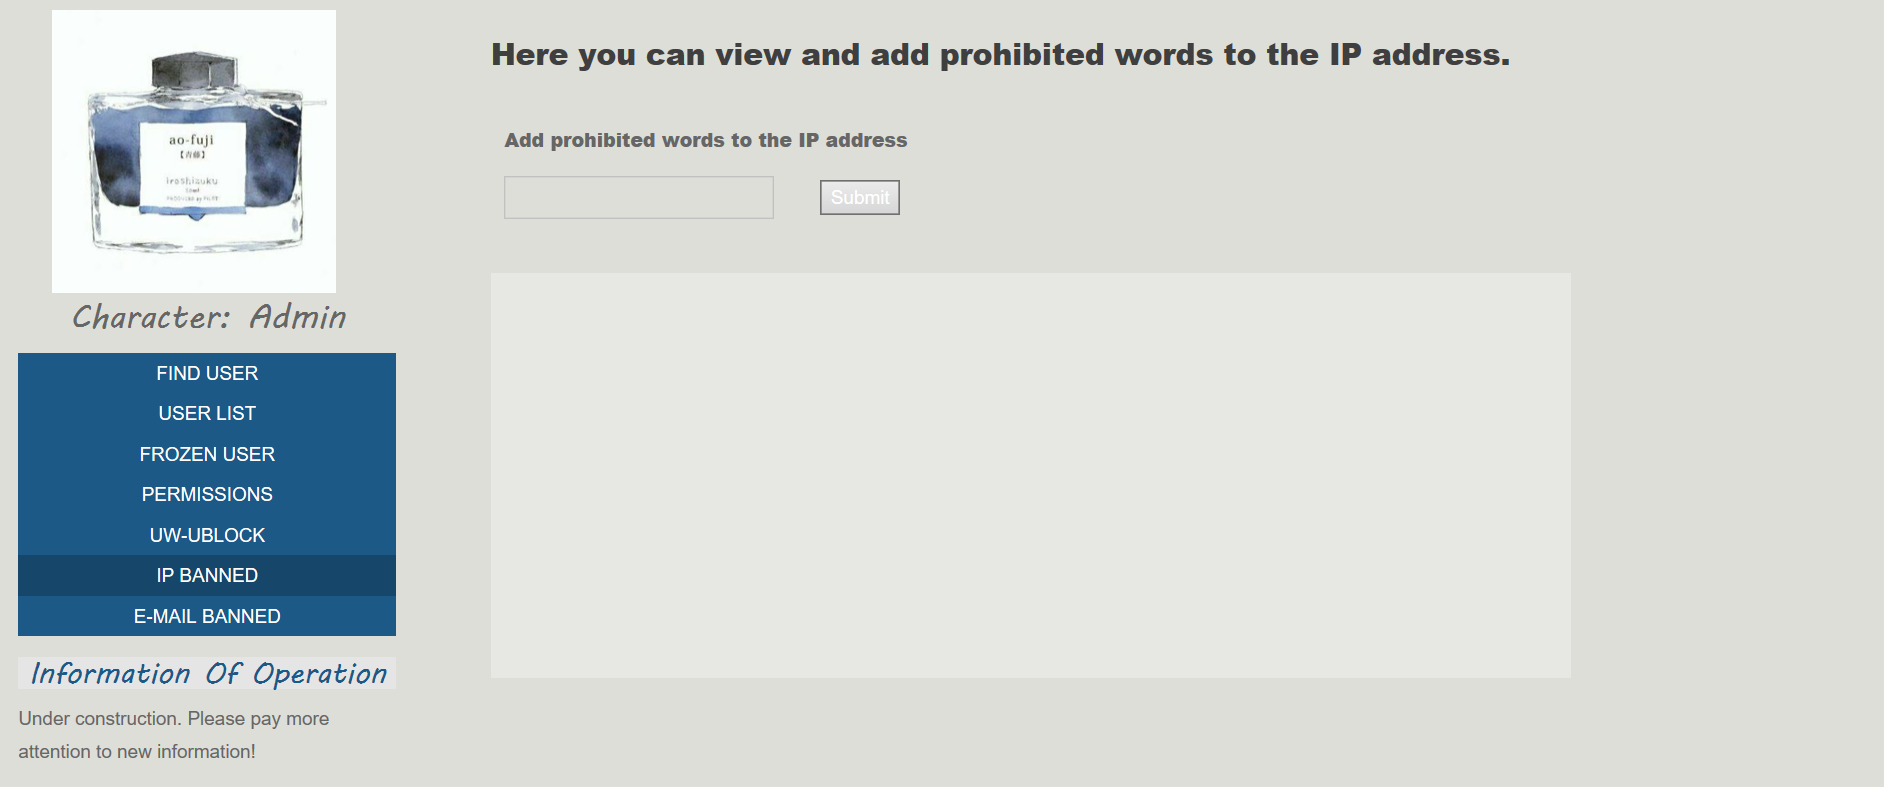 Here you can view and add prohibited words to the IP address.
Add prohibited words to the IP address
Submit
ao-fuji
【青藤】
iroshizuku
Character: Admin
FIND USER
USER LIST
FROZEN USER
PERMISSIONS
UW-UBLOCK
IP BANNED
E-MAIL BANNED
Information Of Operation
Under construction. Please pay more
attention to new information!